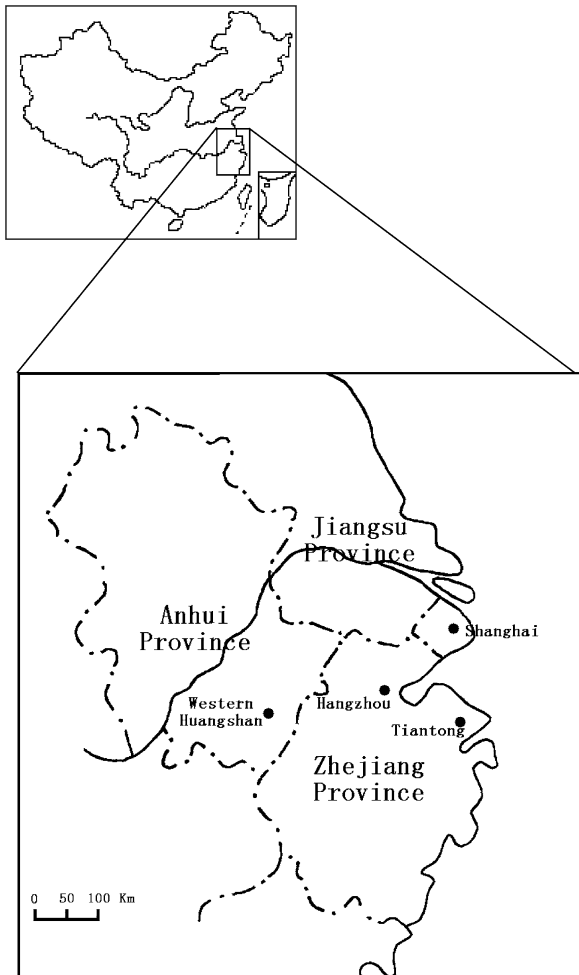 Jiangsu
Province
Anhui
Province
Shanghai
Western
Huangshan
Hangzhou
Tiantong
Zhejiang
Province
0 50 100 Km